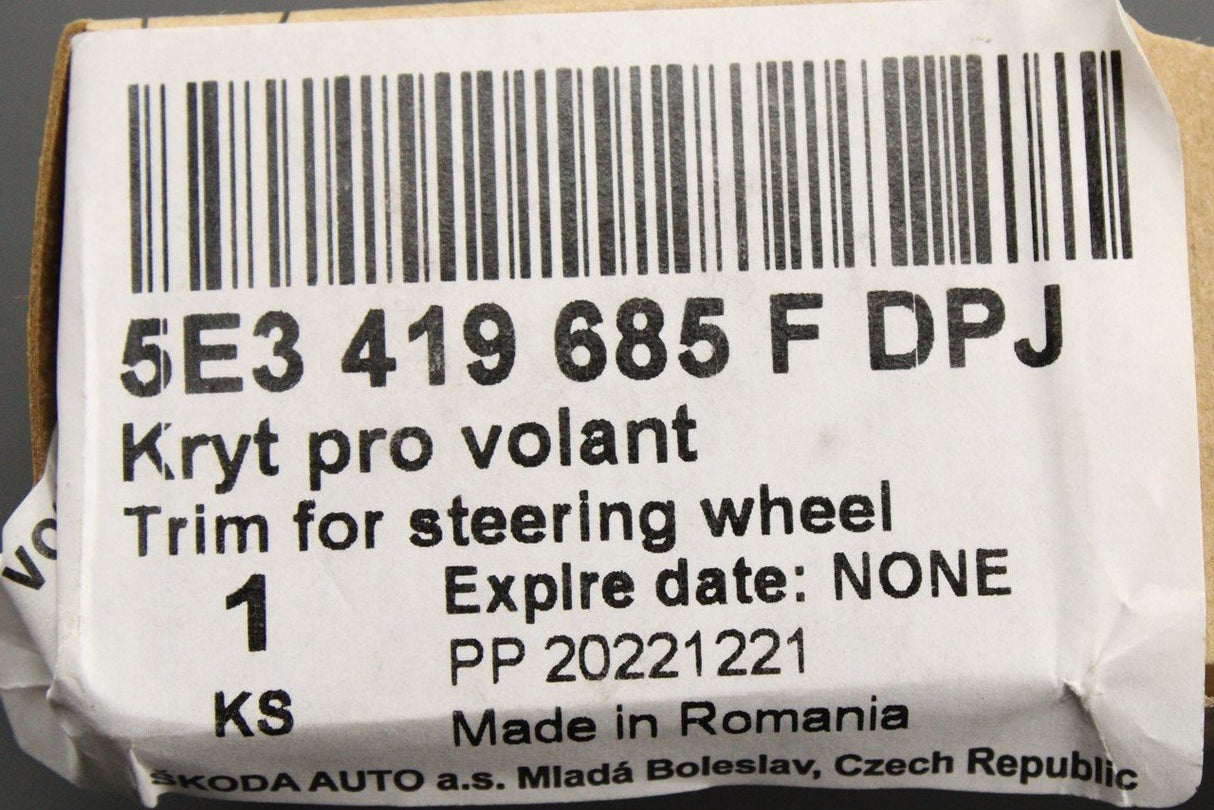 5E3 419 685 F DPJ
Kryt pro volant
Trim for steering wheel
1
KS
Expire date: NONE
PP 20221221
Made in Romania
ŠKODA AUTO a.s. Mladá Boleslav, Czech Republic